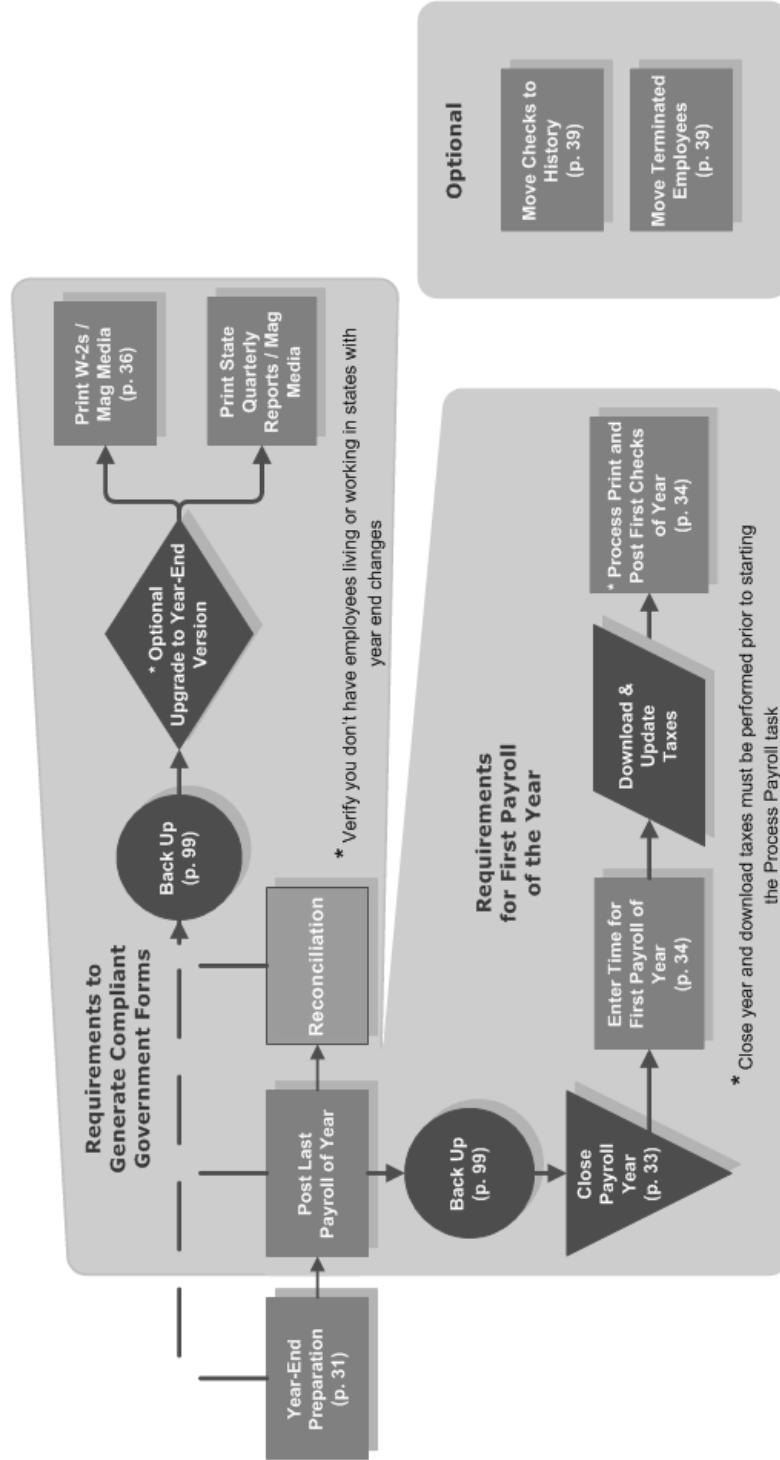 Year-End
Preparation
(p. 31)
Requirements to
Generate Compliant
Government Forms
Post Last
Payroll of Year
Reconciliation
Back Up
(p. 99)
* Optional
Upgrade to Year-End
Version
Print W-2s /
Mag Media
(p. 36)
Print State
Quarterly
Reports / Mag
Media
* Verify you don't have employees living or working in states with
year end changes
Requirements
for First Payroll
of the Year
Back Up
(p. 99)
Close
Payroll
Year
(p. 33)
Enter Time for
First Payroll of
Year
(p. 34)
Download &
Update
Taxes
* Process Print and
Post First Checks
of Year
(p. 34)
* Close year and download taxes must be performed prior to starting
the Process Payroll task
Optional
Move Checks to
History
(p. 39)
Move Terminated
Employees
(p. 39)